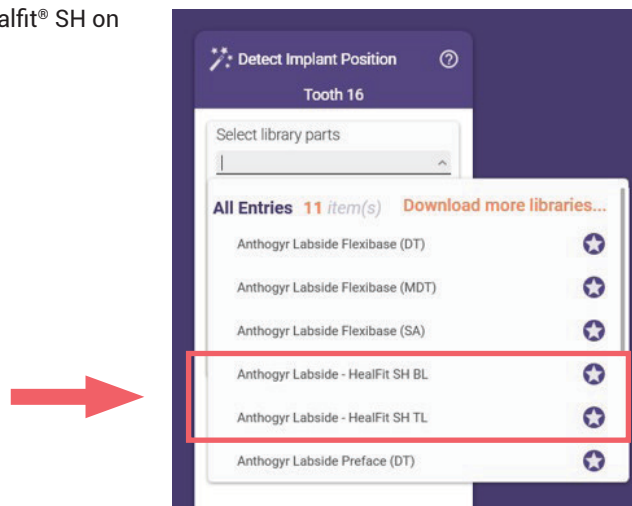 SH on
Detect Implant Position
Tooth 16
Select library parts
All Entries 11 item(s) Download more libraries...
Anthogyr Labside Flexibase (DT)
Anthogyr Labside Flexibase (MDT)
Anthogyr Labside Flexibase (SA)
Anthogyr Labside - HealFit SH BL
Anthogyr Labside - HealFit SH TL
Anthogyr Labside Preface (DT)